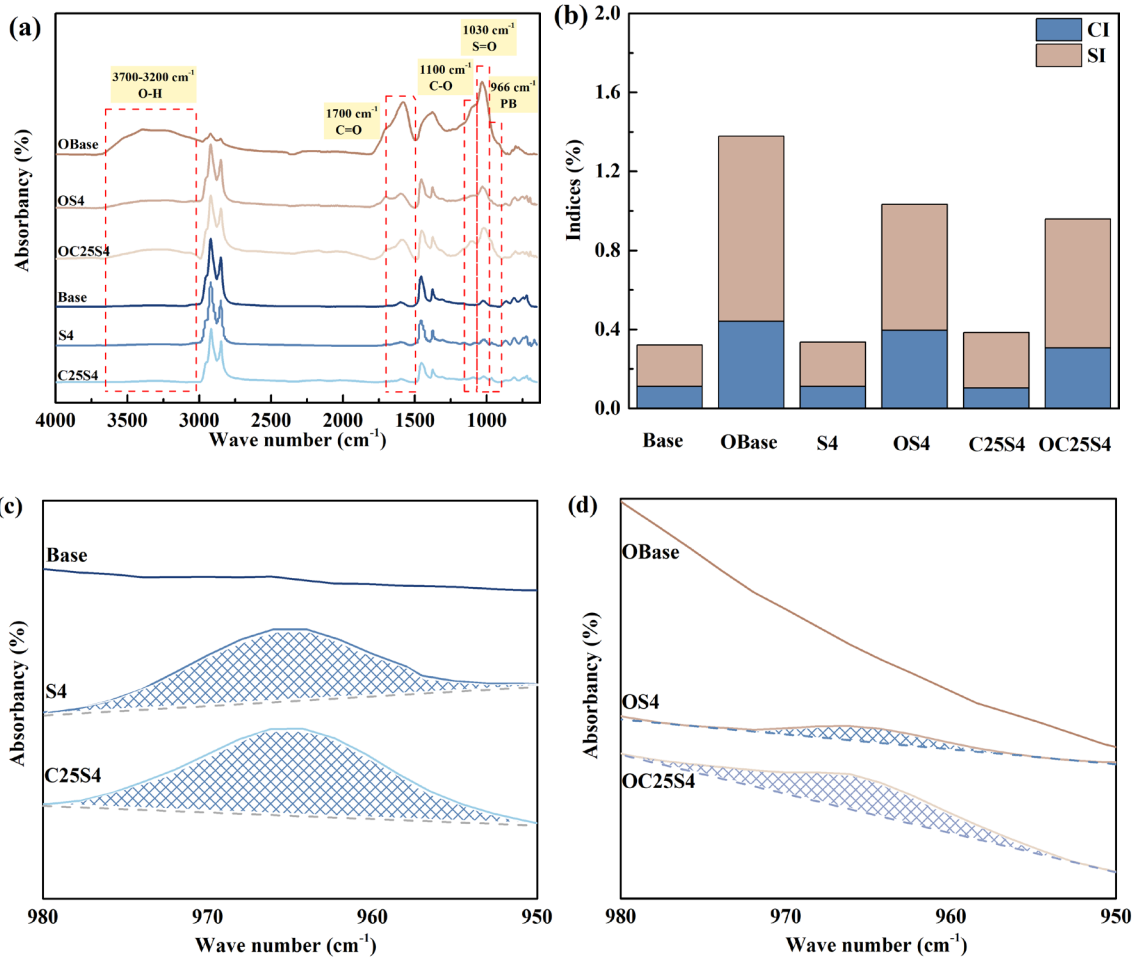 (a)
1030 cm⁻¹
S=O
3700-3200 cm⁻¹
O-H
1100 cm⁻¹
C-O
966 cm⁻¹
PB
1700 cm⁻¹
C=O
OBase
OS4
OC25S4
Base
S4
C25S4
Absorbancy (%)
4000 3500 3000 2500 2000 1500 1000
Wave number (cm⁻¹)
(b)
CI
SI
2.0
1.6
1.2
0.8
0.4
0.0
Indices (%)
Base OBase S4 OS4 C25S4 OC25S4
(c)
Base
S4
C25S4
Absorbancy (%)
980 970 960 950
Wave number (cm⁻¹)
(d)
OBase
OS4
OC25S4
Absorbancy (%)
980 970 960 950
Wave number (cm⁻¹)